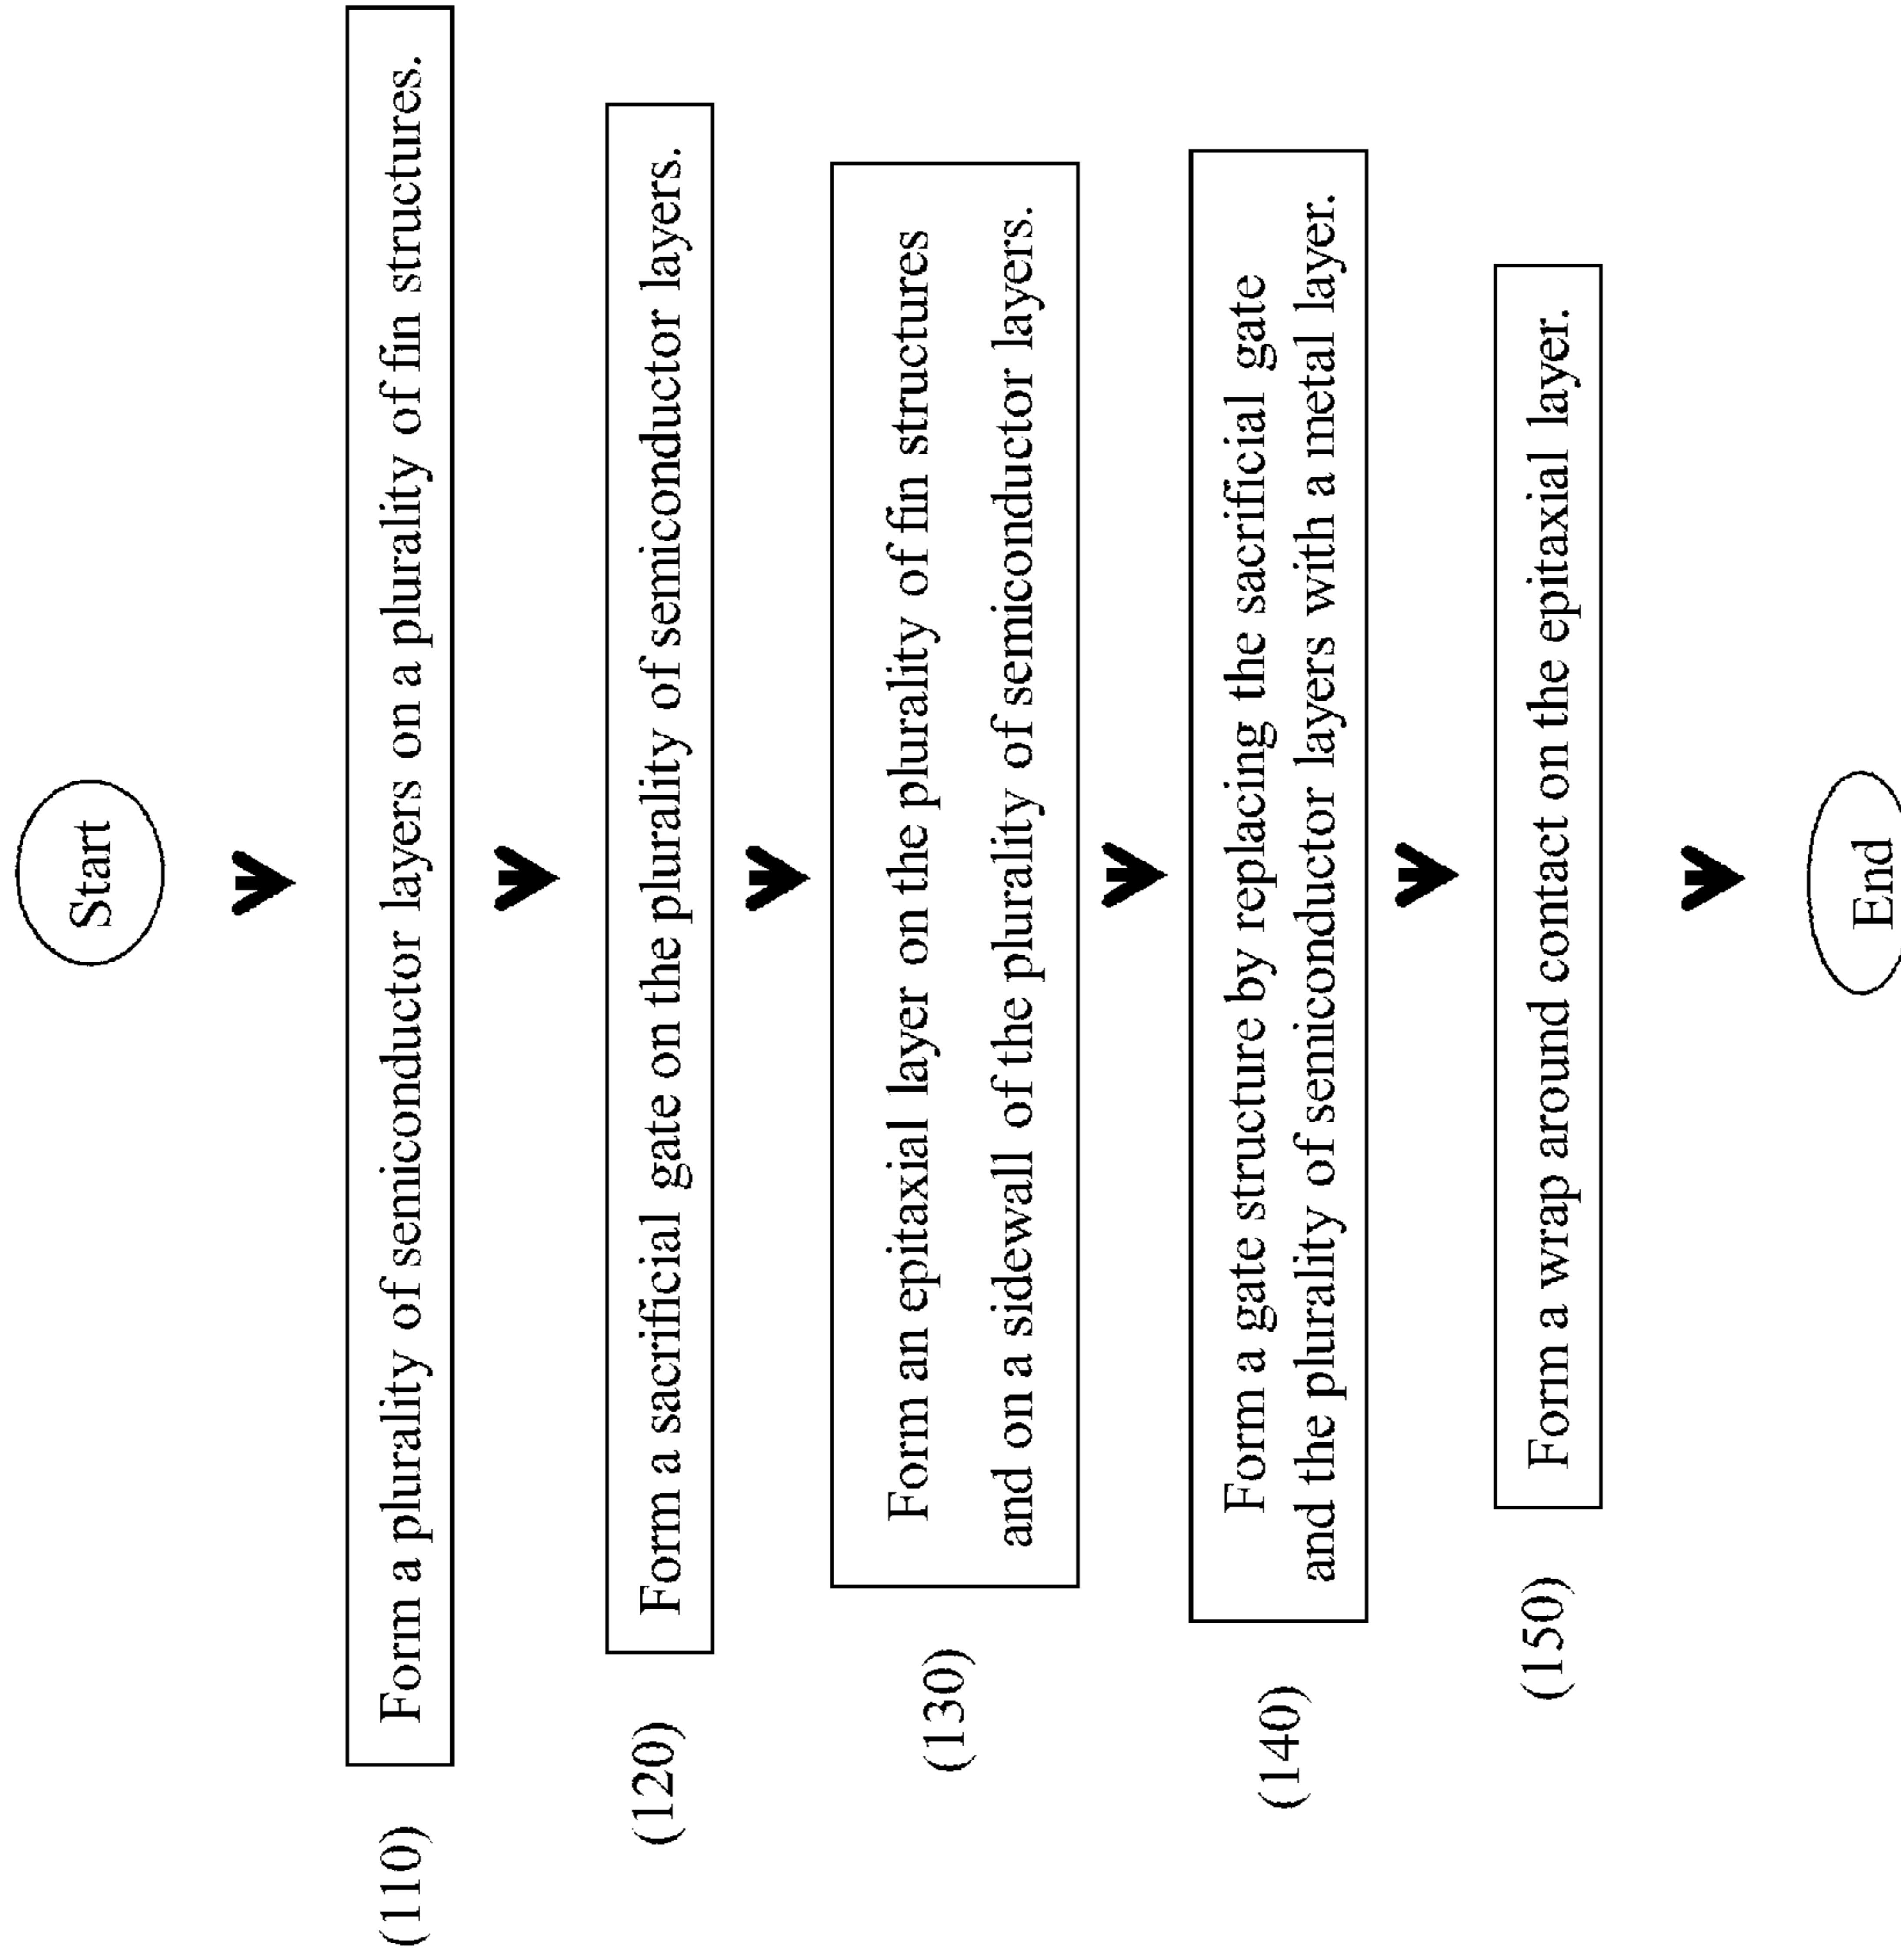 Start
(110) Form a plurality of semiconductor layers on a plurality of fin structures.
(120) Form a sacrificial gate on the plurality of semiconductor layers.
(130) Form an epitaxial layer on the plurality of fin structures
and on a sidewall of the plurality of semiconductor layers.
(140) Form a gate structure by replacing the sacrificial gate
and the plurality of semiconductor layers with a metal layer.
(150) Form a wrap around contact on the epitaxial layer.
End